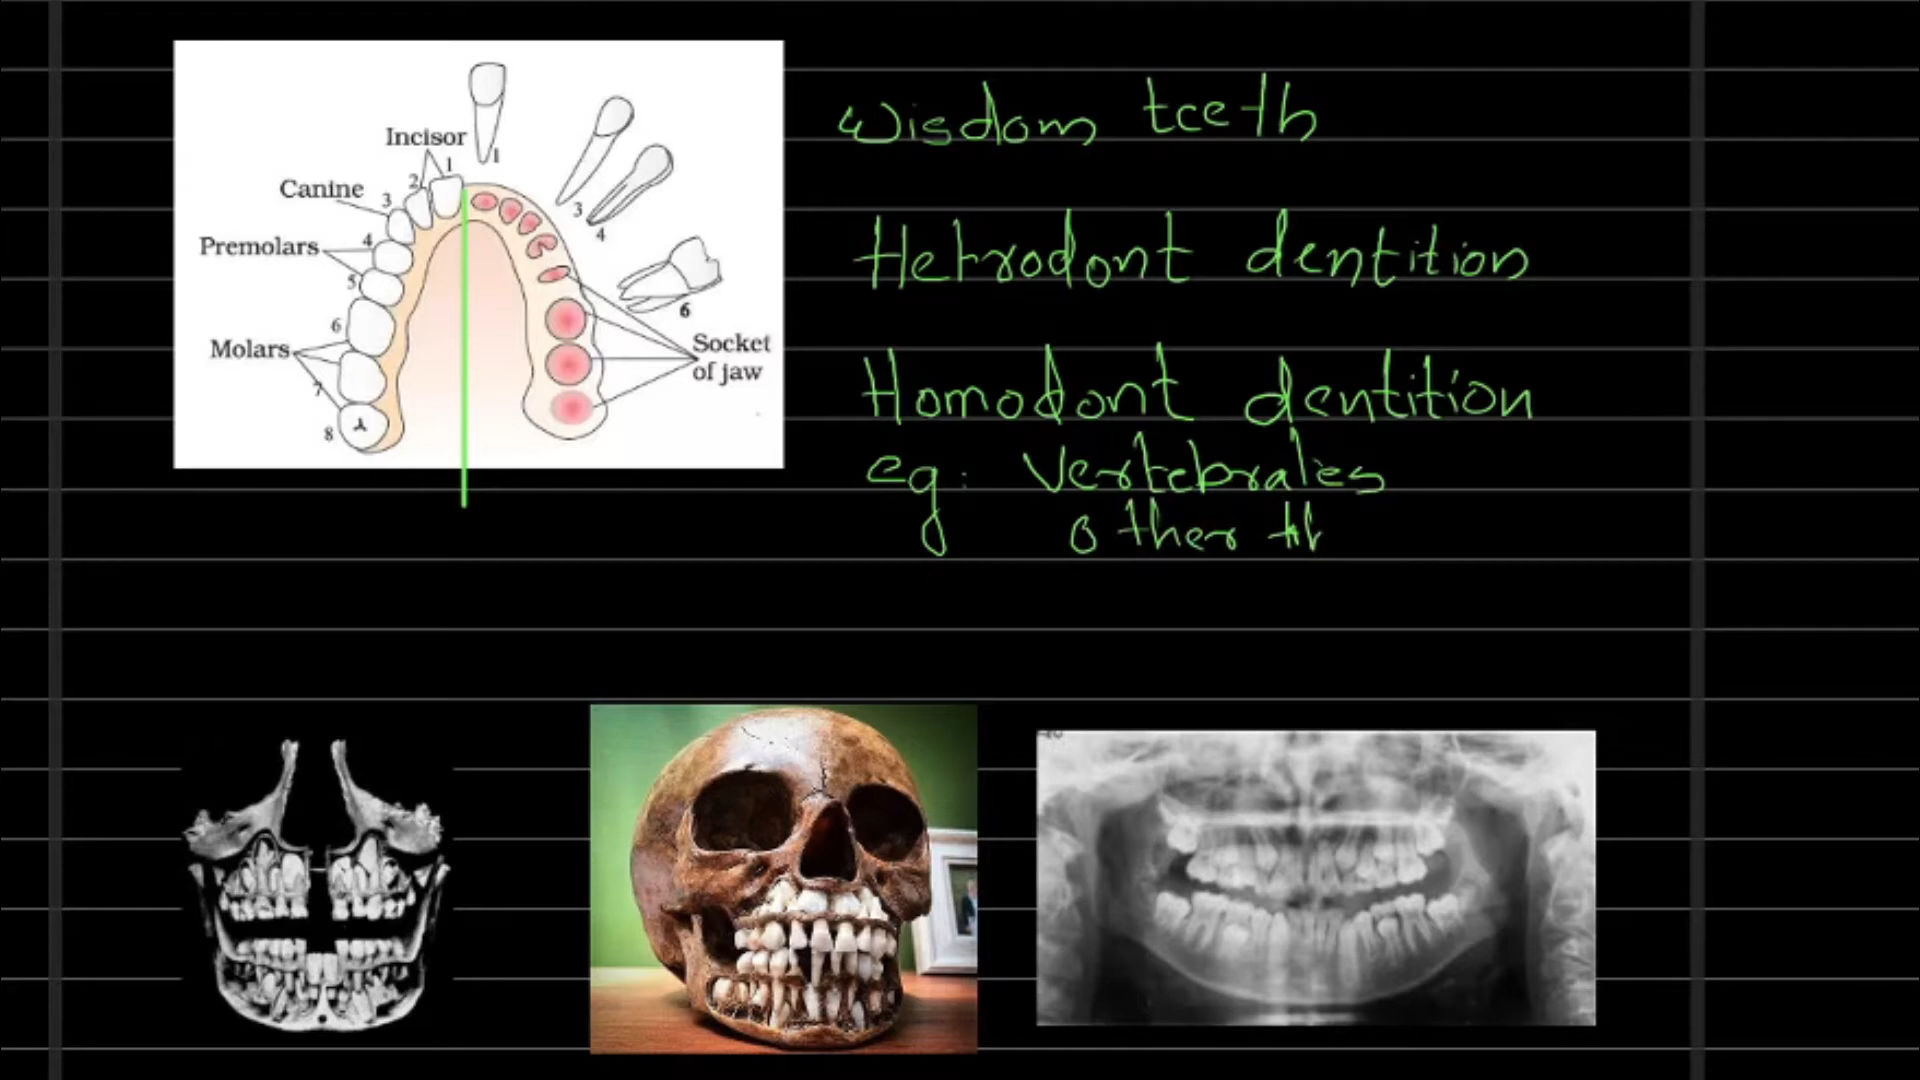 Incisor
1
1
2
Canine
3
3
4
4
Premolars
5
6
6
Molars
Socket
of jaw
7
8
Wisdom teeth
Hetrodont dentition
Homodont dentition
eg: Vertebrates
other